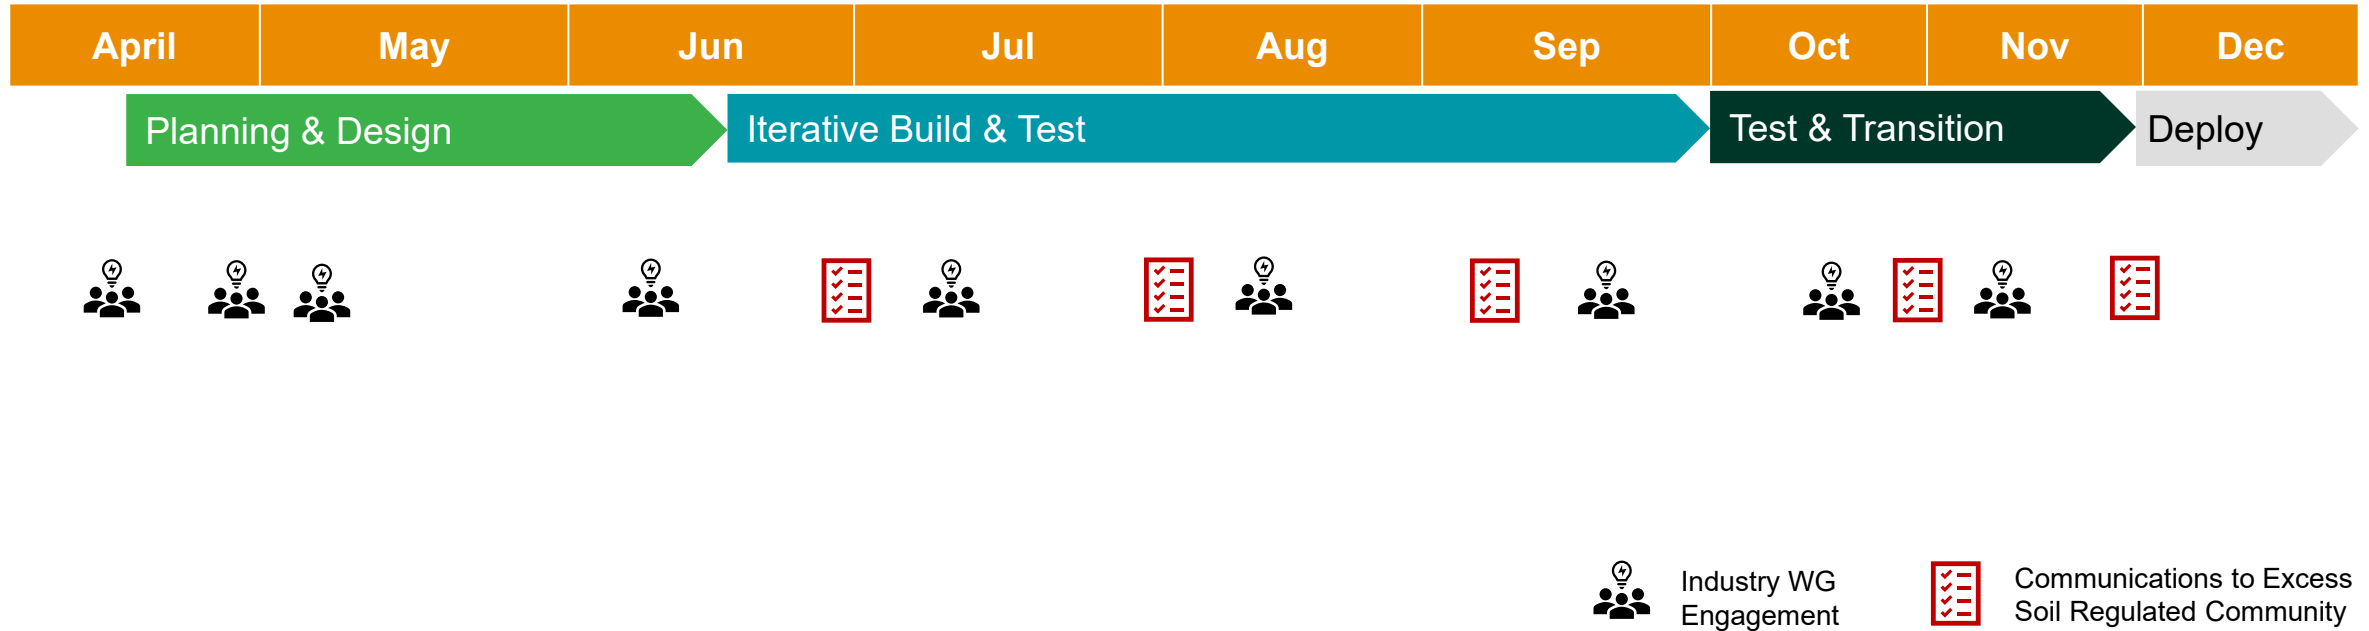 April May Jun Jul Aug Sep Oct Nov Dec
Planning & Design Iterative Build & Test Test & Transition Deploy
Industry WG
Engagement
Communications to Excess
Soil Regulated Community